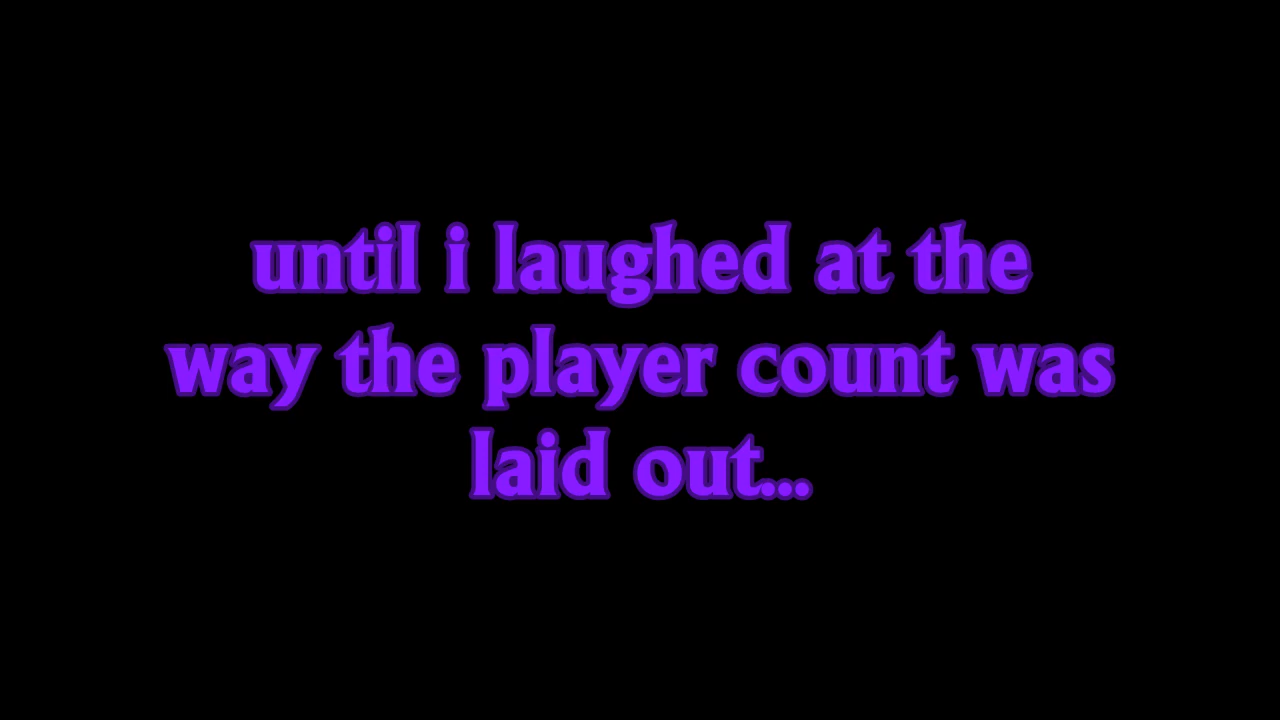 until i laughed at the
way the player count was
laid out...